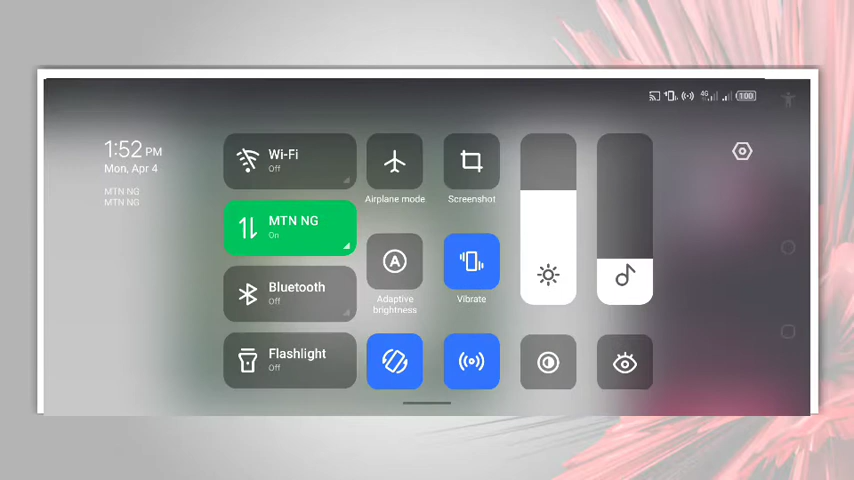 4G 100
1:52 PM
Mon, Apr 4
MTN NG
MTN NG
Wi-Fi
Off
MTN NG
On
Bluetooth
Off
Flashlight
Off
Airplane mode
Screenshot
A
Adaptive
brightness
Vibrate